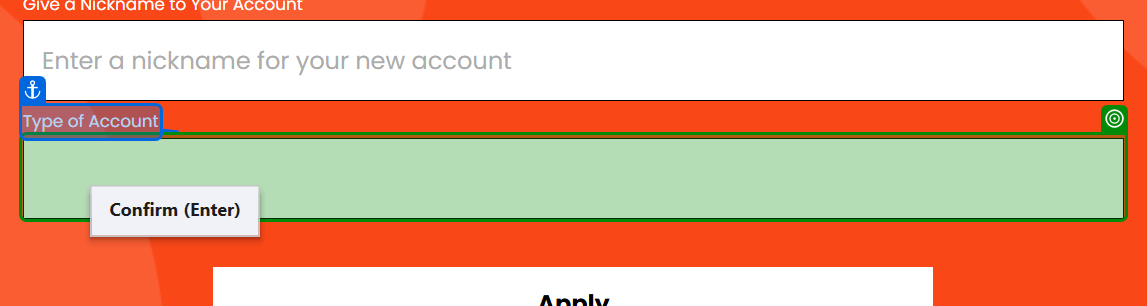 Give a Nickname to Your Account
Enter a nickname for your new account
Type of Account
Confirm (Enter)
Apply